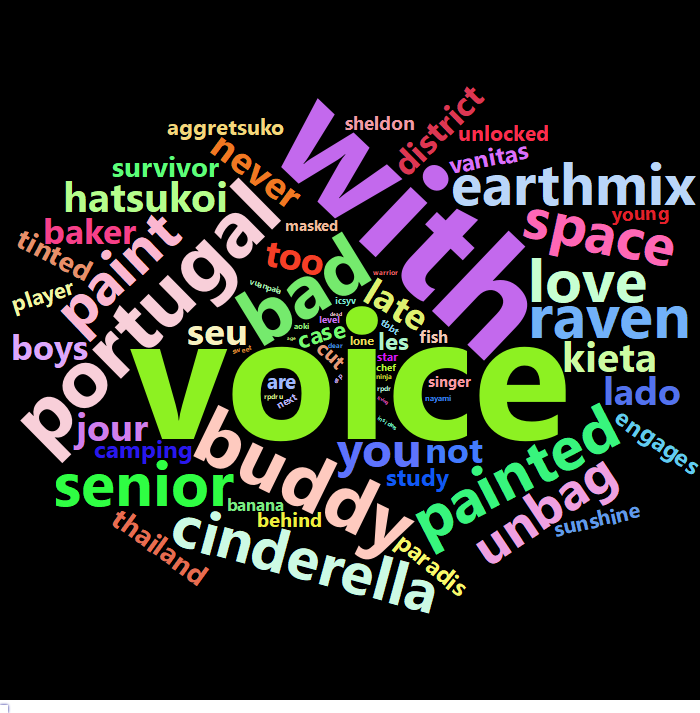 sheldon
aggretsuko
district
unlocked
never
with
vanitas
survivor
earthmix
hatsukoi
young
space
masked
baker
paint
tinted
portugal
too
bad
love
player
late
raven
icsyv
warrior
dead
level
tbbt
aoki
seu
case
fish
les
lone
boys
kieta
dear
cut
star
voice
chef
ninja
are
singer
lado
rpdr
rpdru
next
nayami
jour
buddy
you
not
engages
camping
painted
study
senior
unbag
banana
behind
sunshine
thailand
cinderella
paradis